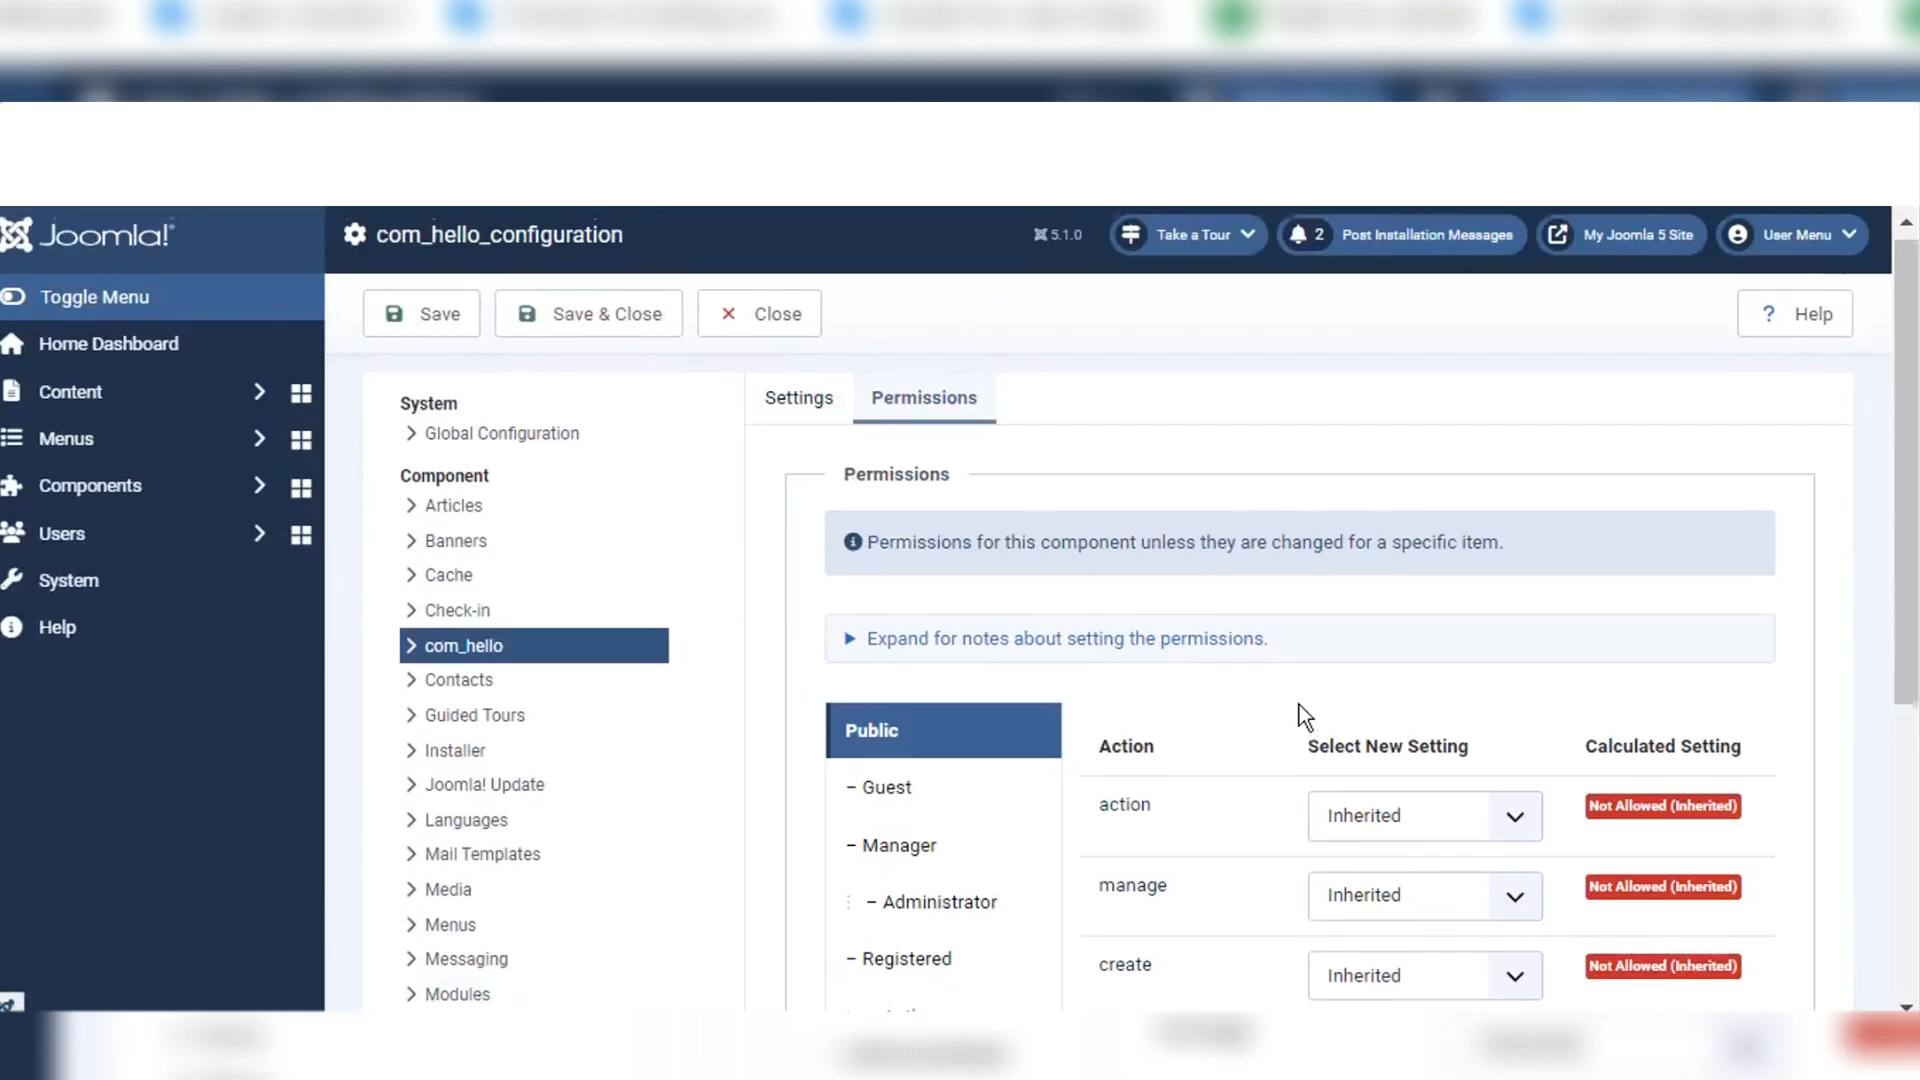 Joomla!
com_hello_configuration
5.1.0
Take a Tour
2
Post Installation Messages
My Joomla 5 Site
User Menu
Toggle Menu
Home Dashboard
Content
Menus
Components
Users
System
Help
Save
Save & Close
Close
? Help
System
Global Configuration
Component
Articles
Banners
Cache
Check-in
com_hello
Contacts
Guided Tours
Installer
Joomla! Update
Languages
Mail Templates
Media
Menus
Messaging
Modules
Settings
Permissions
Permissions
Permissions for this component unless they are changed for a specific item.
Expand for notes about setting the permissions.
Public
– Guest
– Manager
– Administrator
– Registered
Action Select New Setting Calculated Setting
action Inherited Not Allowed (Inherited)
manage Inherited Not Allowed (Inherited)
create Inherited Not Allowed (Inherited)